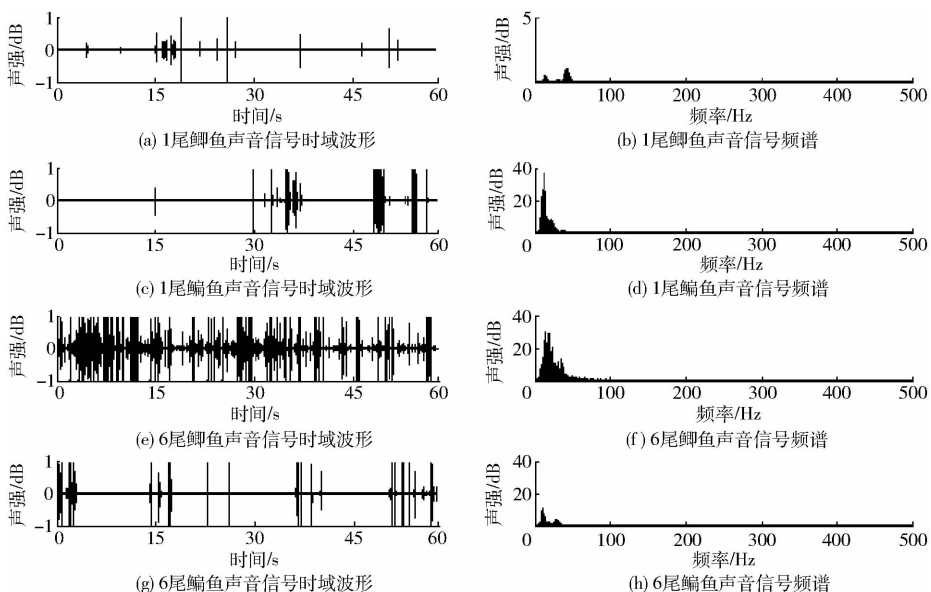 声强/dB
1
0
-1
0 15 30 45 60
时间/s
(a) 1尾鲫鱼声音信号时域波形
声强/dB
5
0 100 200 300 400 500
频率/Hz
(b) 1尾鲫鱼声音信号频谱
声强/dB
1
0
-1
0 15 30 45 60
时间/s
(c) 1尾鳊鱼声音信号时域波形
声强/dB
40
20
0 100 200 300 400 500
频率/Hz
(d) 1尾鳊鱼声音信号频谱
声强/dB
1
0
-1
0 15 30 45 60
时间/s
(e) 6尾鲫鱼声音信号时域波形
声强/dB
40
20
0 100 200 300 400 500
频率/Hz
(f) 6尾鲫鱼声音信号频谱
声强/dB
1
0
-1
0 15 30 45 60
时间/s
(g) 6尾鳊鱼声音信号时域波形
声强/dB
40
20
0 100 200 300 400 500
频率/Hz
(h) 6尾鳊鱼声音信号频谱